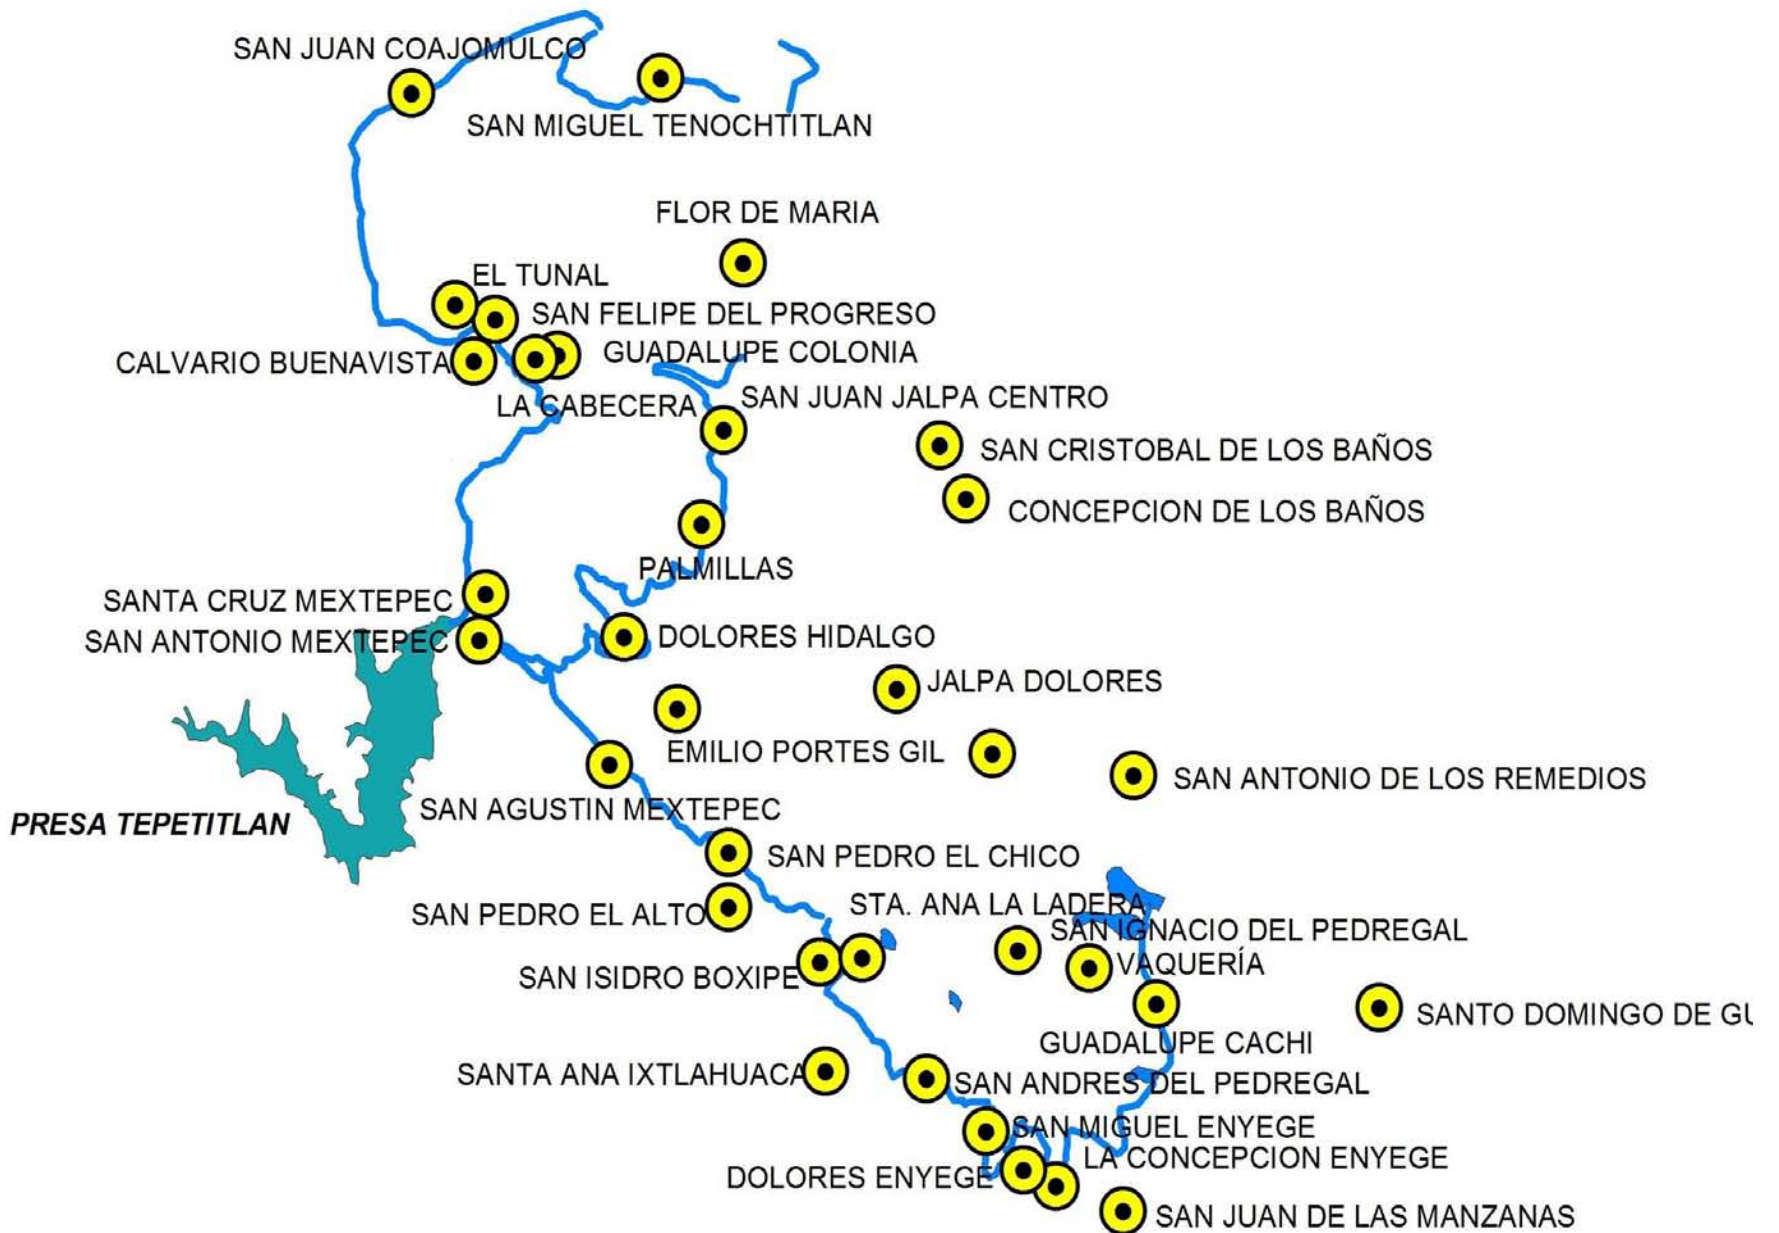 SAN JUAN COAJOMULCO
SAN MIGUEL TENOCHTITLAN
FLOR DE MARIA
EL TUNAL
SAN FELIPE DEL PROGRESO
GUADALUPE COLONIA
CALVARIO BUENAVISTA
LA CABECERA
SAN JUAN JALPA CENTRO
SAN CRISTOBAL DE LOS BAÑOS
CONCEPCION DE LOS BAÑOS
PALMILLAS
SANTA CRUZ MEXTEPEC
SAN ANTONIO MEXTEPEC
DOLORES HIDALGO
JALPA DOLORES
EMILIO PORTES GIL
SAN ANTONIO DE LOS REMEDIOS
SAN AGUSTIN MEXTEPEC
PRESA TEPETITLAN
SAN PEDRO EL CHICO
STA. ANA LA LADERA
SAN PEDRO EL ALTO
SAN IGNACIO DEL PEDREGAL
VAQUERÍA
SAN ISIDRO BOXIPE
SANTO DOMINGO DE GU
GUADALUPE CACHI
SANTA ANA IXTLAHUACA
SAN ANDRES DEL PEDREGAL
SAN MIGUEL ENYEGE
LA CONCEPCION ENYEGE
DOLORES ENYEGE
SAN JUAN DE LAS MANZANAS